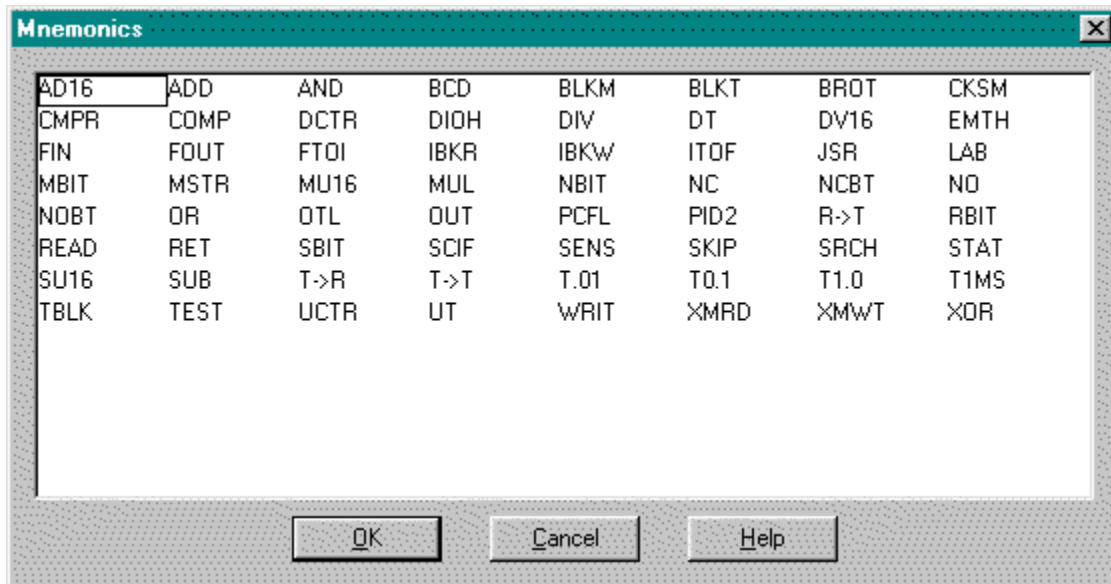 Mnemonics
AD16 ADD AND BCD BLKM BLKT BROT CKSM
CMPR COMP DCTR DIOH DIV DT DV16 EMTH
FIN FOUT FTOI IBKR IBKW ITOF JSR LAB
MBIT MSTR MU16 MUL NBIT NC NCBT NO
NOBT OR OTL OUT PCFL PID2 R->T RBIT
READ RET SBIT SCIF SENS SKIP SRCH STAT
SU16 SUB T->R T->T T.01 T0.1 T1.0 T1MS
TBLK TEST UCTR UT WRIT XMRD XMWT XOR
OK Cancel Help